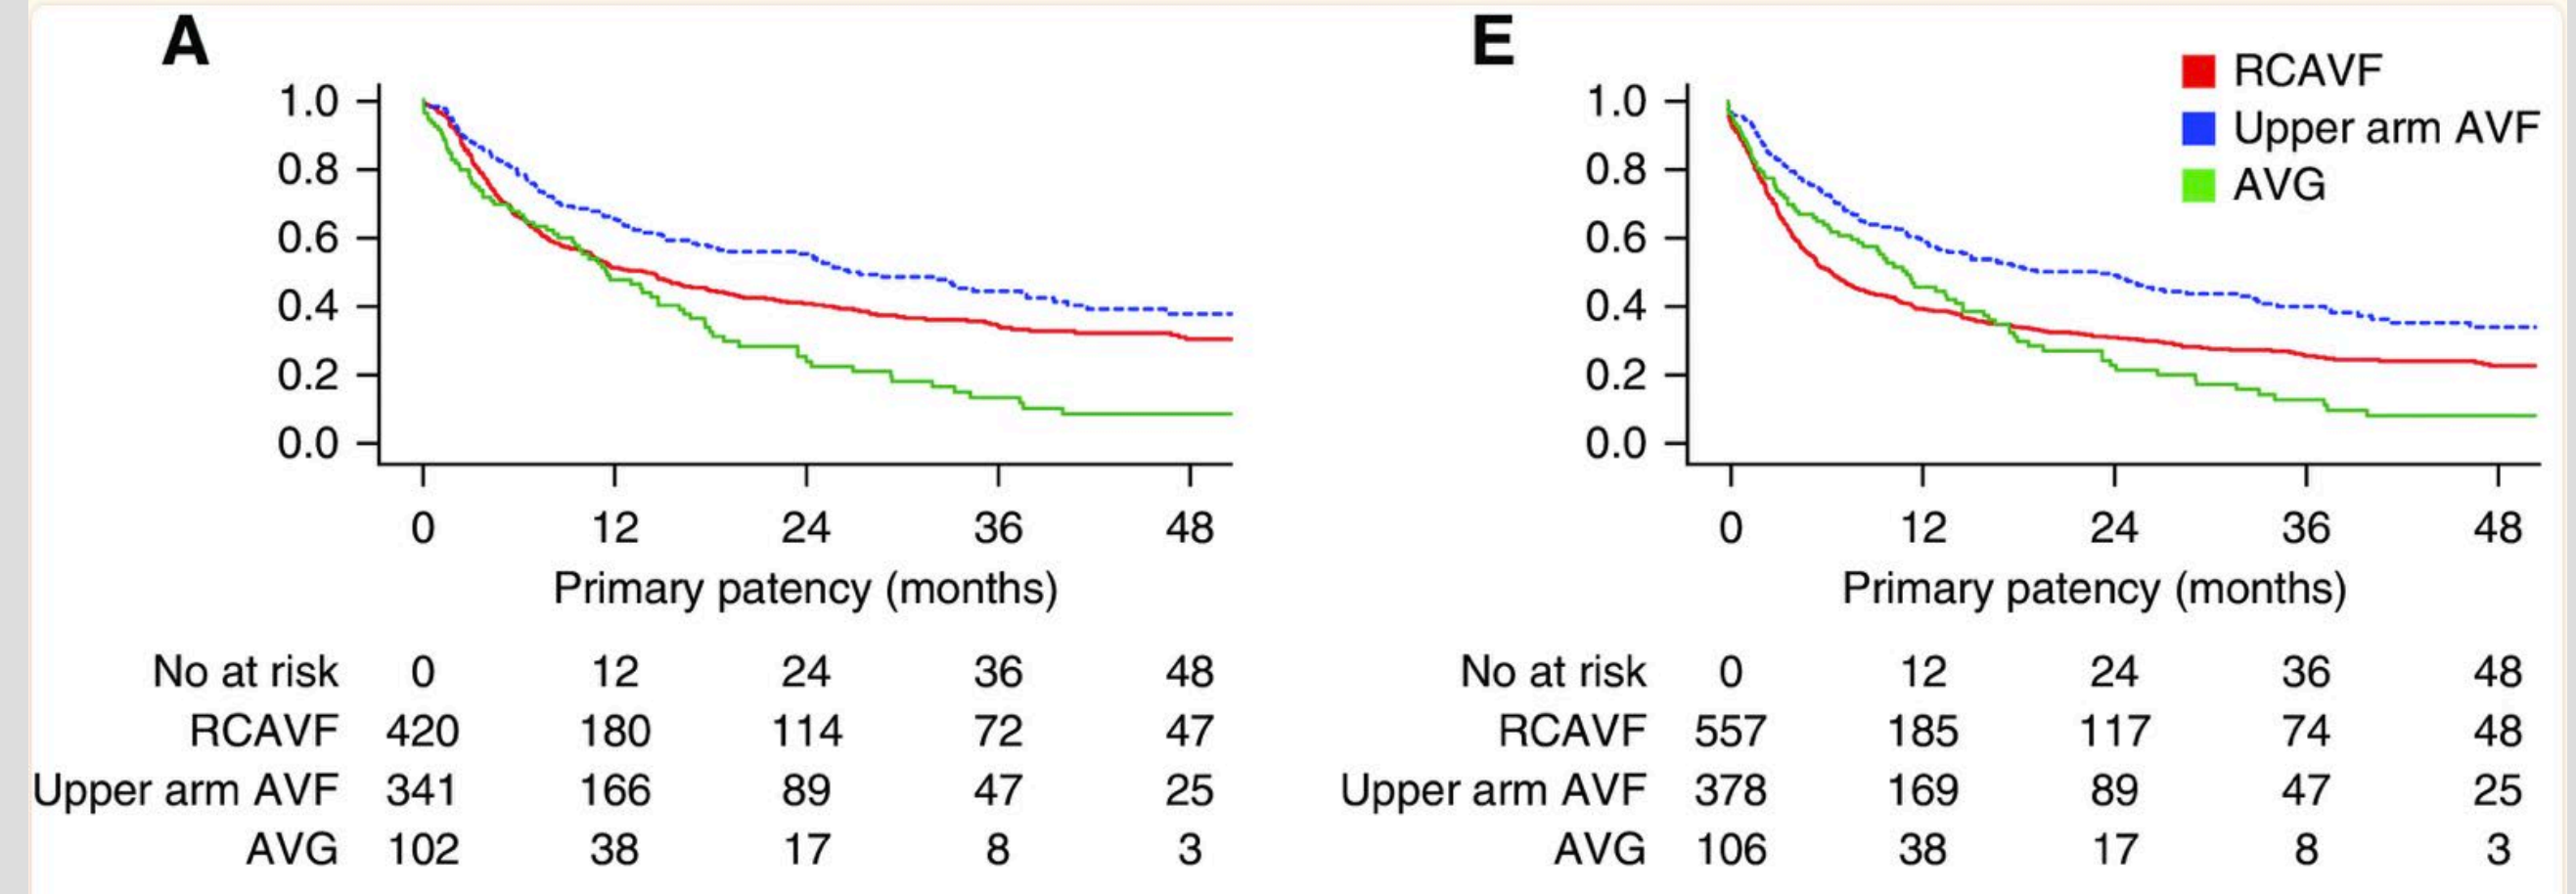 A
1.0
0.8
0.6
0.4
0.2
0.0
0 12 24 36 48
Primary patency (months)
No at risk 0 12 24 36 48
RCAVF 420 180 114 72 47
Upper arm AVF 341 166 89 47 25
AVG 102 38 17 8 3
E
RCAVF
Upper arm AVF
AVG
1.0
0.8
0.6
0.4
0.2
0.0
0 12 24 36 48
Primary patency (months)
No at risk 0 12 24 36 48
RCAVF 557 185 117 74 48
Upper arm AVF 378 169 89 47 25
AVG 106 38 17 8 3